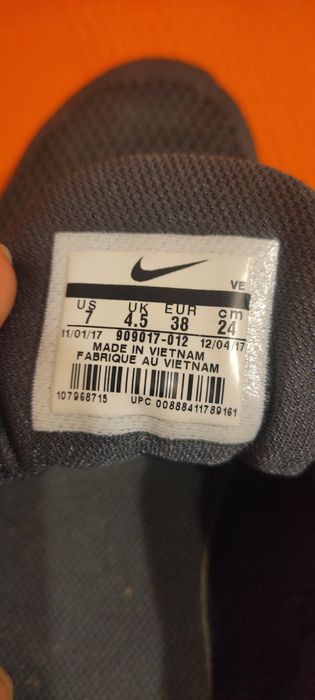 VE
US UK EUR cm
7 4.5 38 24
11/01/17 909017-012 12/04/17
MADE IN VIETNAM
FABRIQUE AU VIETNAM
107968715 UPC 00888411789161